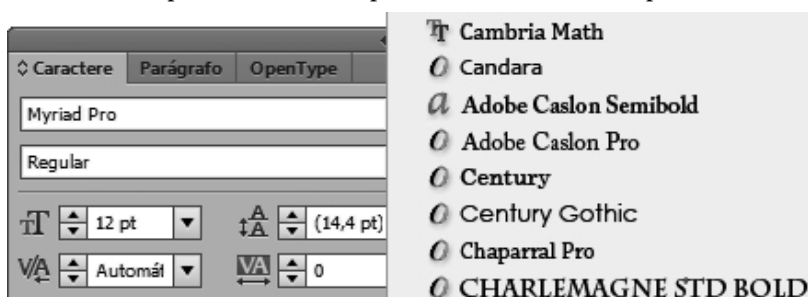 Caractere Parágrafo OpenType
Myriad Pro
Regular
12 pt (14,4 pt)
Automát 0
Cambria Math
Candara
Adobe Caslon Semibold
Adobe Caslon Pro
Century
Century Gothic
Chaparral Pro
CHARLEMAGNE STD BOLD